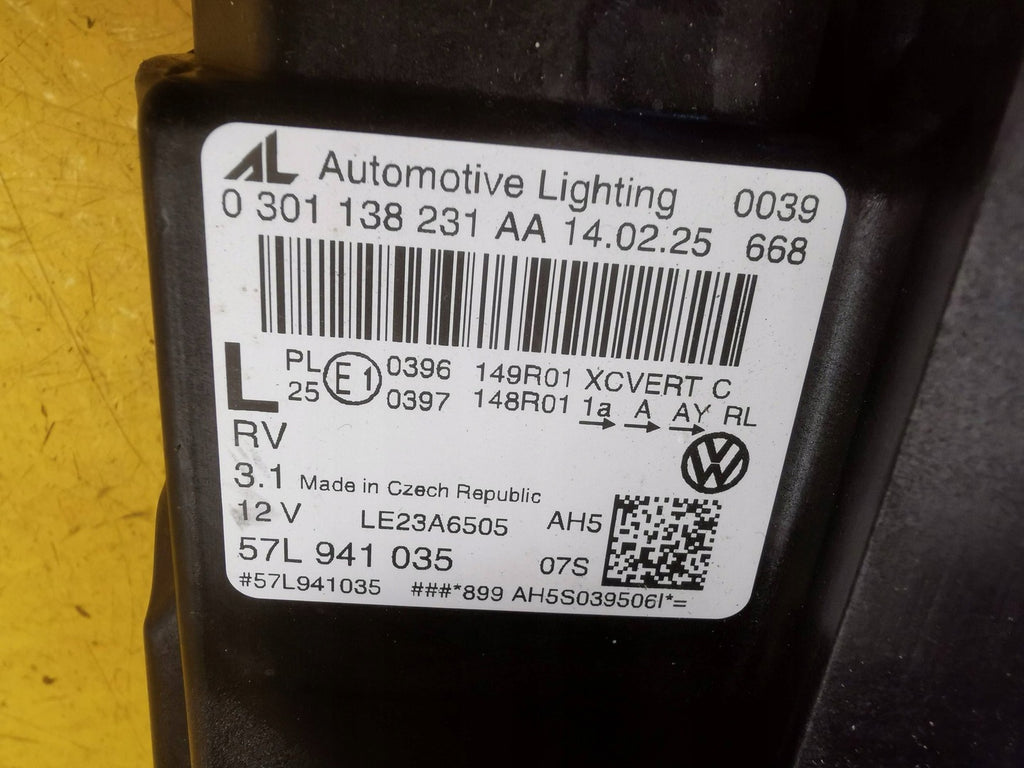 AL Automotive Lighting 0039
0 301 138 231 AA 14.02.25 668
L PL E1 0396 149R01 XCVERT C
25 0397 148R01 1a A AY RL
RV
3.1 Made in Czech Republic
12 V LE23A6505 AH5
57L 941 035 07S
#57L941035 ###*899 AH5S039506I*=